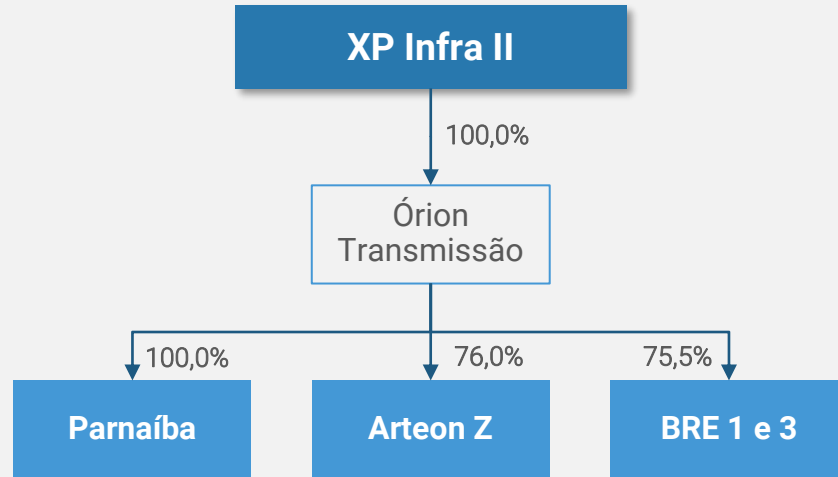 XP Infra II
100,0%
Órion
Transmissão
100,0%
76,0%
75,5%
Parnaíba
Arteon Z
BRE 1 e 3